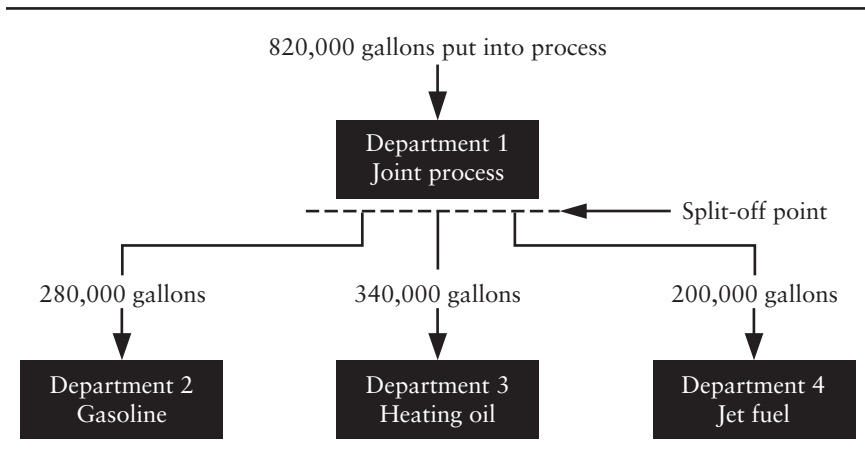 820,000 gallons put into process
Department 1
Joint process
Split-off point
280,000 gallons
340,000 gallons
200,000 gallons
Department 2
Gasoline
Department 3
Heating oil
Department 4
Jet fuel